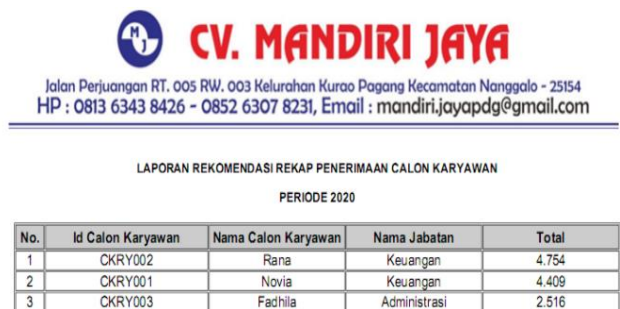 MJ
CV. MANDIRI JAYA
Jalan Perjuangan RT. 005 RW. 003 Kelurahan Kurao Pagang Kecamatan Nanggalo - 25154
HP : 0813 6343 8426 - 0852 6307 8231, Email : mandiri.jayapdg@gmail.com
LAPORAN REKOMENDASI REKAP PENERIMAAN CALON KARYAWAN
PERIODE 2020
No. Id Calon Karyawan Nama Calon Karyawan Nama Jabatan Total
1 CKRY002 Rana Keuangan 4.754
2 CKRY001 Novia Keuangan 4.409
3 CKRY003 Fadhila Administrasi 2.516